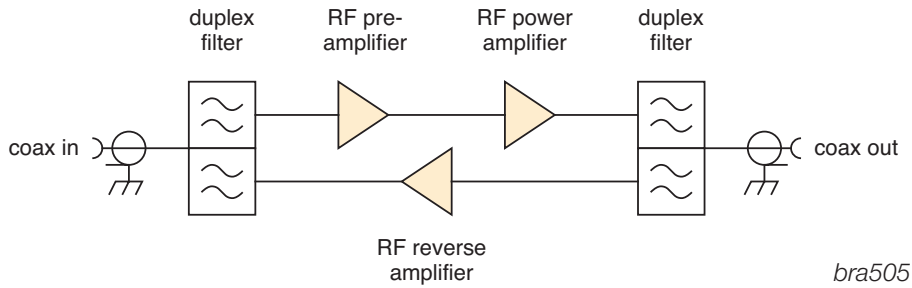 duplex
filter
RF pre-
amplifier
RF power
amplifier
duplex
filter
coax in
coax out
RF reverse
amplifier
bra505